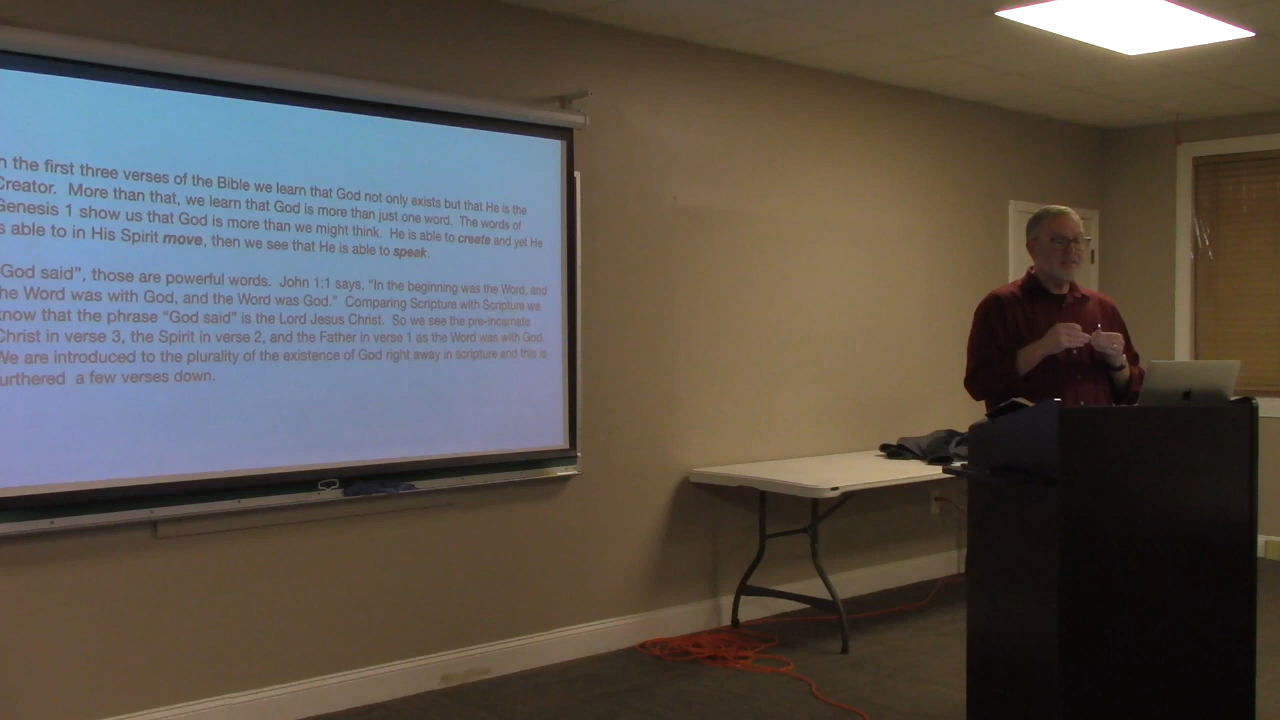 n the first three verses of the Bible we learn that God not only exists but that He is the
Creator. More than that, we learn that God is more than just one word. The words of
Genesis 1 show us that God is more than we might think. He is able to create and yet He
s able to in His Spirit move, then we see that He is able to speak.
God said", those are powerful words. John 1:1 says, "In the beginning was the Word, and
he Word was with God, and the Word was God." Comparing Scripture with Scripture we
know that the phrase "God said" is the Lord Jesus Christ. So we see the pre-incarnate
Christ in verse 3, the Spirit in verse 2, and the Father in verse 1 as the Word was with God.
We are introduced to the plurality of the existence of God right away in scripture and this is
urthered a few verses down.